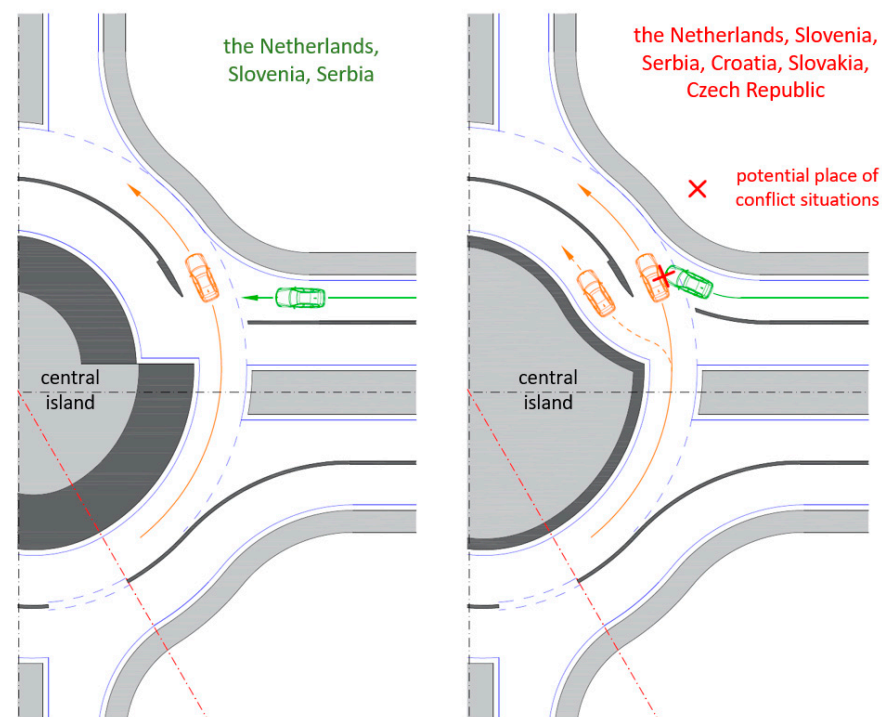 the Netherlands,
Slovenia, Serbia
central
island
the Netherlands, Slovenia,
Serbia, Croatia, Slovakia,
Czech Republic
potential place of
conflict situations
central
island